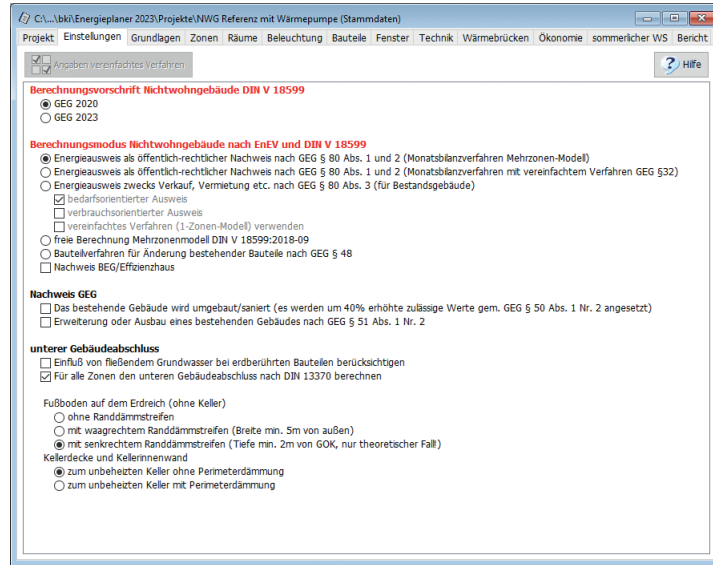 C:\...\bki\Energieplaner 2023\Projekte\NWG Referenz mit Wärmepumpe (Stammdaten)
Projekt Einstellungen Grundlagen Zonen Räume Beleuchtung Bauteile Fenster Technik Wärmebrücken Ökonomie sommerlicher WS Bericht
Angaben vereinfachtes Verfahren
Hilfe
Berechnungsvorschrift Nichtwohngebäude DIN V 18599
GEG 2020
GEG 2023
Berechnungsmodus Nichtwohngebäude nach EnEV und DIN V 18599
Energieausweis als öffentlich-rechtlicher Nachweis nach GEG § 80 Abs. 1 und 2 (Monatsbilanzverfahren Mehrzonen-Modell)
Energieausweis als öffentlich-rechtlicher Nachweis nach GEG § 80 Abs. 1 und 2 (Monatsbilanzverfahren mit vereinfachtem Verfahren GEG §32)
Energieausweis zwecks Verkauf, Vermietung etc. nach GEG § 80 Abs. 3 (für Bestandsgebäude)
bedarfsorientierter Ausweis
verbrauchsorientierter Ausweis
vereinfachtes Verfahren (1-Zonen-Modell) verwenden
freie Berechnung Mehrzonenmodell DIN V 18599:2018-09
Bauteilverfahren für Änderung bestehender Bauteile nach GEG § 48
Nachweis BEG/Effizienzhaus
Nachweis GEG
Das bestehende Gebäude wird umgebaut/saniert (es werden um 40% erhöhte zulässige Werte gem. GEG § 50 Abs. 1 Nr. 2 angesetzt)
Erweiterung oder Ausbau eines bestehenden Gebäudes nach GEG § 51 Abs. 1 Nr. 2
unterer Gebäudeabschluss
Einfluß von fließendem Grundwasser bei erdberührten Bauteilen berücksichtigen
Für alle Zonen den unteren Gebäudeabschluss nach DIN 13370 berechnen
Fußboden auf dem Erdreich (ohne Keller)
ohne Randdämmstreifen
mit waagrechtem Randdämmstreifen (Breite min. 5m von außen)
mit senkrechtem Randdämmstreifen (Tiefe min. 2m von GOK, nur theoretischer Fall!)
Kellerdecke und Kellerinnenwand
zum unbeheizten Keller ohne Perimeterdämmung
zum unbeheizten Keller mit Perimeterdämmung